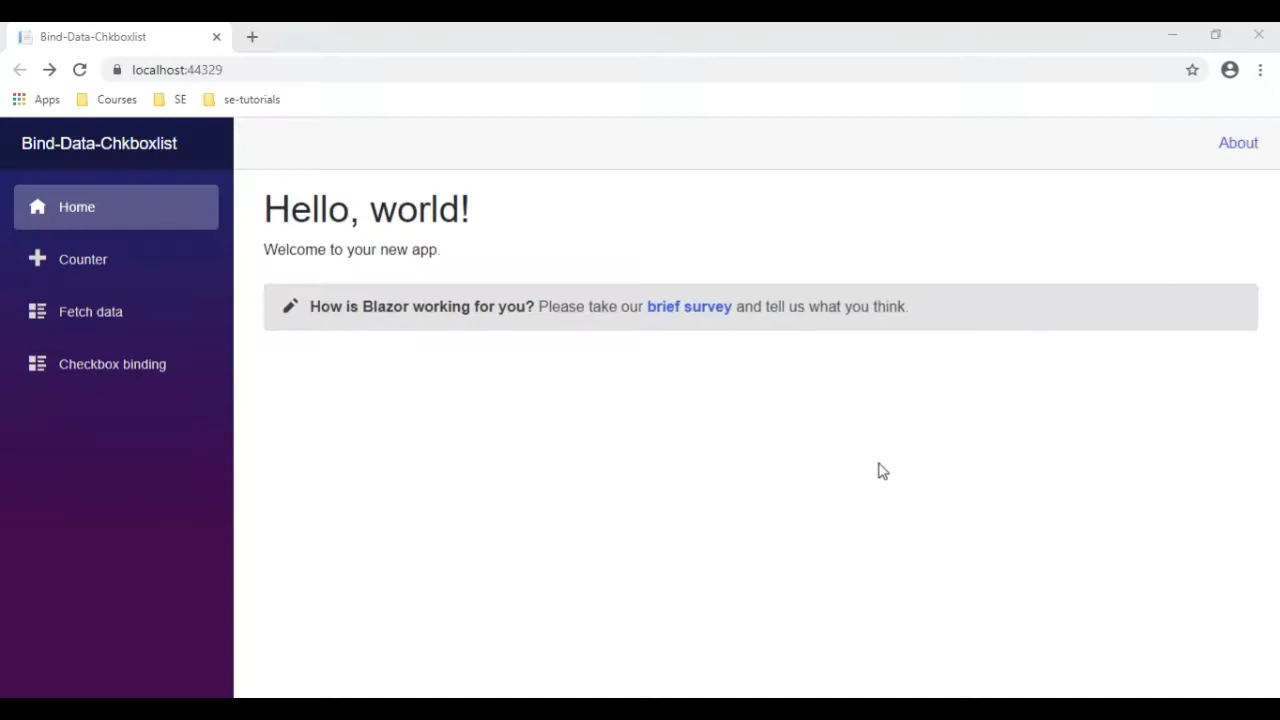 Bind-Data-Chkboxlist
localhost:44329
Apps Courses SE se-tutorials
Bind-Data-Chkboxlist
About
Home
Counter
Fetch data
Checkbox binding
Hello, world!
Welcome to your new app.
How is Blazor working for you? Please take our brief survey and tell us what you think.